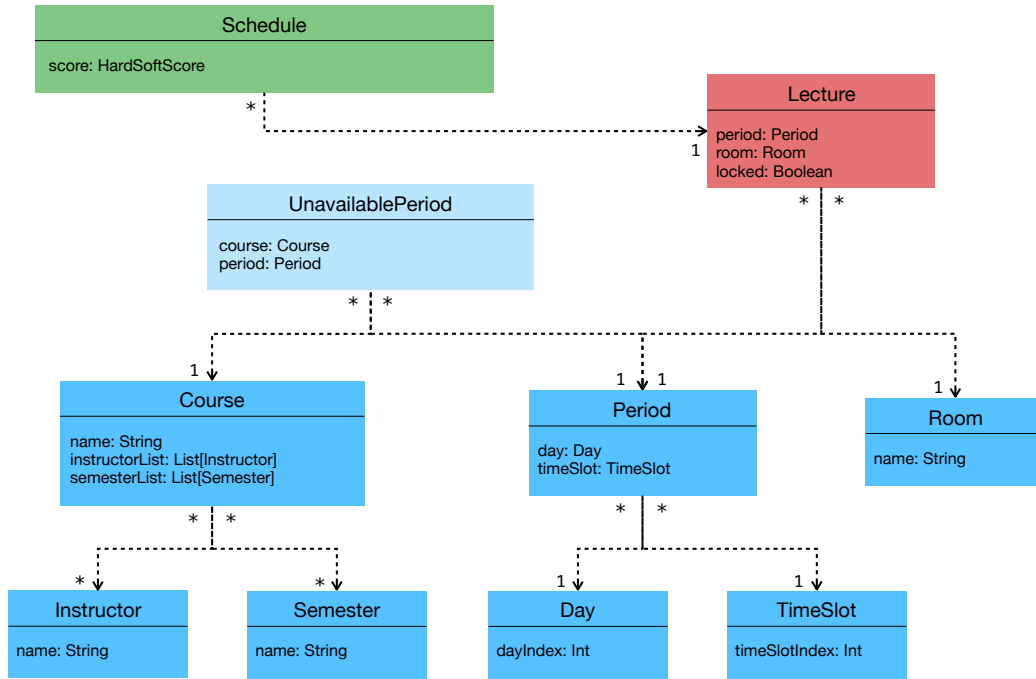 Schedule
score: HardSoftScore
*
1
Lecture
period: Period
room: Room
locked: Boolean
* *
UnavailablePeriod
course: Course
period: Period
* *
1
1 1
1
Course
name: String
instructorList: List[Instructor]
semesterList: List[Semester]
* *
Period
day: Day
timeSlot: TimeSlot
* *
Room
name: String
*
*
1
1
Instructor
name: String
Semester
name: String
Day
dayIndex: Int
TimeSlot
timeSlotIndex: Int